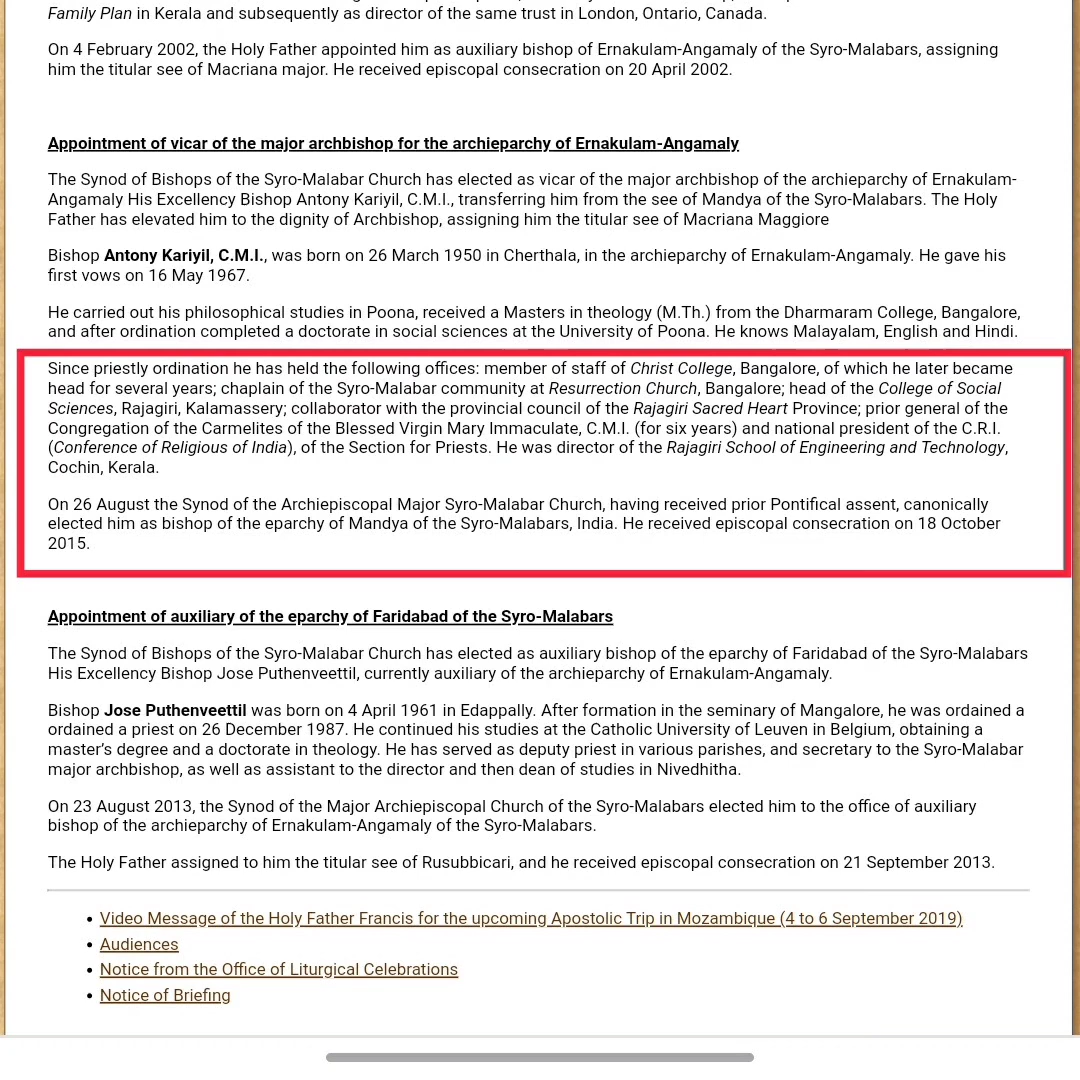 Family Plan in Kerala and subsequently as director of the same trust in London, Ontario, Canada.
On 4 February 2002, the Holy Father appointed him as auxiliary bishop of Ernakulam-Angamaly of the Syro-Malabars, assigning
him the titular see of Macriana major. He received episcopal consecration on 20 April 2002.
Appointment of vicar of the major archbishop for the archieparchy of Ernakulam-Angamaly
The Synod of Bishops of the Syro-Malabar Church has elected as vicar of the major archbishop of the archieparchy of Ernakulam-
Angamaly His Excellency Bishop Antony Kariyil, C.M.I., transferring him from the see of Mandya of the Syro-Malabars. The Holy
Father has elevated him to the dignity of Archbishop, assigning him the titular see of Macriana Maggiore
Bishop Antony Kariyil, C.M.I., was born on 26 March 1950 in Cherthala, in the archieparchy of Ernakulam-Angamaly. He gave his
first vows on 16 May 1967.
He carried out his philosophical studies in Poona, received a Masters in theology (M.Th.) from the Dharmaram College, Bangalore,
and after ordination completed a doctorate in social sciences at the University of Poona. He knows Malayalam, English and Hindi.
Since priestly ordination he has held the following offices: member of staff of Christ College, Bangalore, of which he later became
head for several years; chaplain of the Syro-Malabar community at Resurrection Church, Bangalore; head of the College of Social
Sciences, Rajagiri, Kalamassery; collaborator with the provincial council of the Rajagiri Sacred Heart Province; prior general of the
Congregation of the Carmelites of the Blessed Virgin Mary Immaculate, C.M.I. (for six years) and national president of the C.R.I.
(Conference of Religious of India), of the Section for Priests. He was director of the Rajagiri School of Engineering and Technology,
Cochin, Kerala.
On 26 August the Synod of the Archiepiscopal Major Syro-Malabar Church, having received prior Pontifical assent, canonically
elected him as bishop of the eparchy of Mandya of the Syro-Malabars, India. He received episcopal consecration on 18 October
2015.
Appointment of auxiliary of the eparchy of Faridabad of the Syro-Malabars
The Synod of Bishops of the Syro-Malabar Church has elected as auxiliary bishop of the eparchy of Faridabad of the Syro-Malabars
His Excellency Bishop Jose Puthenveettil, currently auxiliary of the archieparchy of Ernakulam-Angamaly.
Bishop Jose Puthenveettil was born on 4 April 1961 in Edappally. After formation in the seminary of Mangalore, he was ordained a
ordained a priest on 26 December 1987. He continued his studies at the Catholic University of Leuven in Belgium, obtaining a
master's degree and a doctorate in theology. He has served as deputy priest in various parishes, and secretary to the Syro-Malabar
major archbishop, as well as assistant to the director and then dean of studies in Nivedhitha.
On 23 August 2013, the Synod of the Major Archiepiscopal Church of the Syro-Malabars elected him to the office of auxiliary
bishop of the archieparchy of Ernakulam-Angamaly of the Syro-Malabars.
The Holy Father assigned to him the titular see of Rusubbicari, and he received episcopal consecration on 21 September 2013.
• Video Message of the Holy Father Francis for the upcoming Apostolic Trip in Mozambique (4 to 6 September 2019)
• Audiences
• Notice from the Office of Liturgical Celebrations
• Notice of Briefing